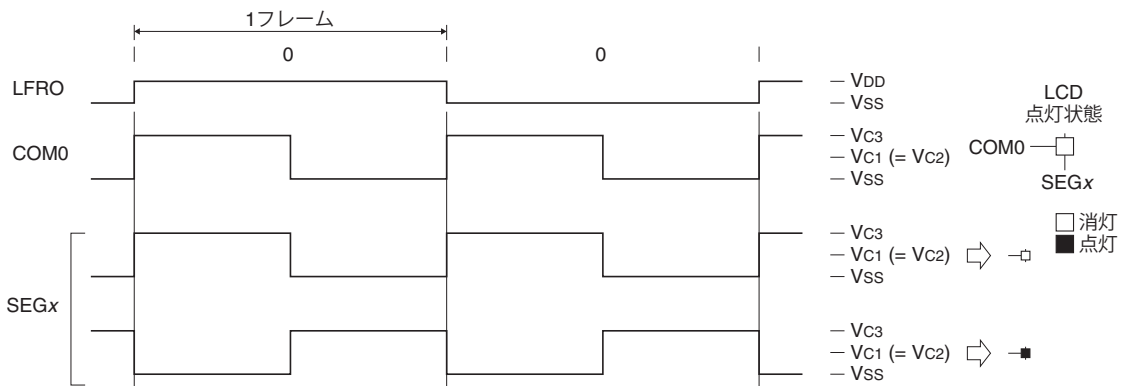 1フレーム
0 0
LFRO
VDD
VSS
LCD
点灯状態
COM0
VC3
VC1 (= VC2)
VSS
COM0
SEGx
消灯
点灯
SEGx
VC3
VC1 (= VC2)
VSS
VC3
VC1 (= VC2)
VSS